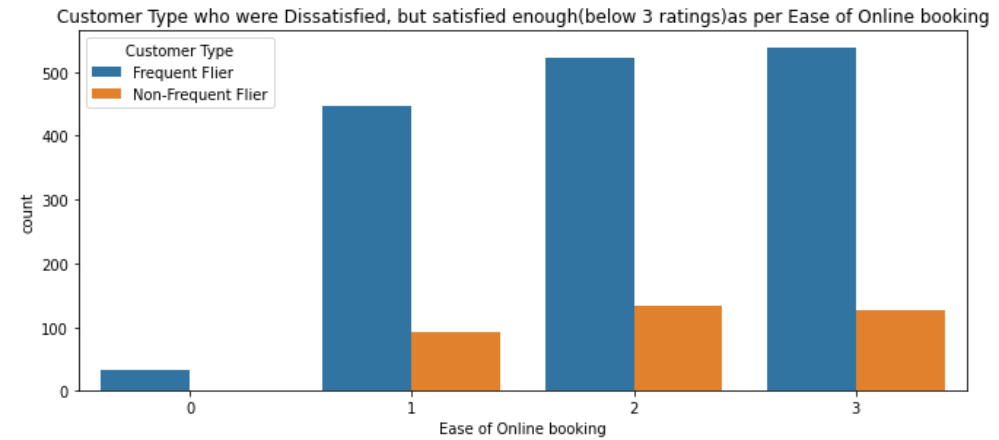 Customer Type who were Dissatisfied, but satisfied enough(below 3 ratings)as per Ease of Online booking
Customer Type
Frequent Flier
Non-Frequent Flier
500
400
300
200
100
0
count
0 1 2 3
Ease of Online booking